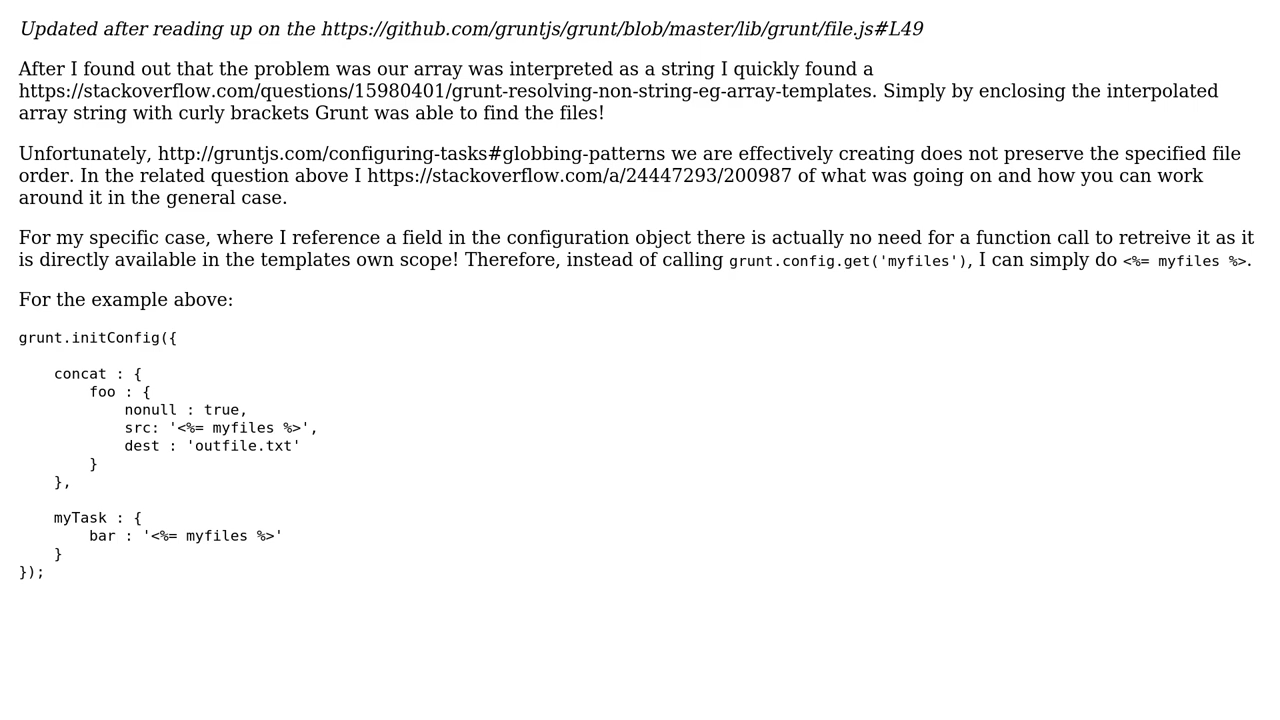 Updated after reading up on the https://github.com/gruntjs/grunt/blob/master/lib/grunt/file.js#L49
After I found out that the problem was our array was interpreted as a string I quickly found a
https://stackoverflow.com/questions/15980401/grunt-resolving-non-string-eg-array-templates. Simply by enclosing the interpolated
array string with curly brackets Grunt was able to find the files!
Unfortunately, http://gruntjs.com/configuring-tasks#globbing-patterns we are effectively creating does not preserve the specified file
order. In the related question above I https://stackoverflow.com/a/24447293/200987 of what was going on and how you can work
around it in the general case.
For my specific case, where I reference a field in the configuration object there is actually no need for a function call to retreive it as it
is directly available in the templates own scope! Therefore, instead of calling grunt.config.get('myfiles'), I can simply do <%= myfiles %>.
For the example above:
grunt.initConfig({
    concat : {
        foo : {
            nonull : true,
            src: '<%= myfiles %>',
            dest : 'outfile.txt'
        }
    },
    myTask : {
        bar : '<%= myfiles %>'
    }
});